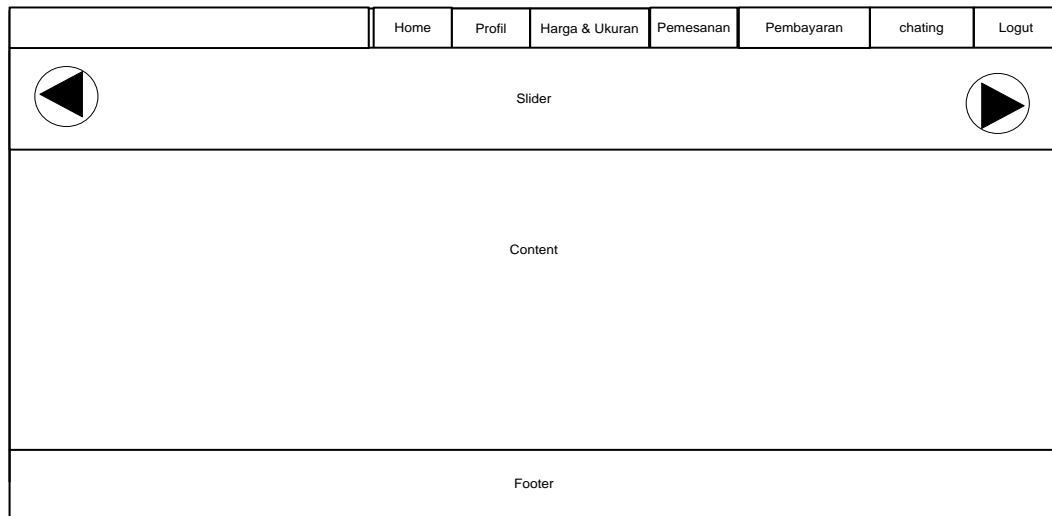 Home
Profil
Harga & Ukuran
Pemesanan
Pembayaran
chating
Logut
Slider
Content
Footer